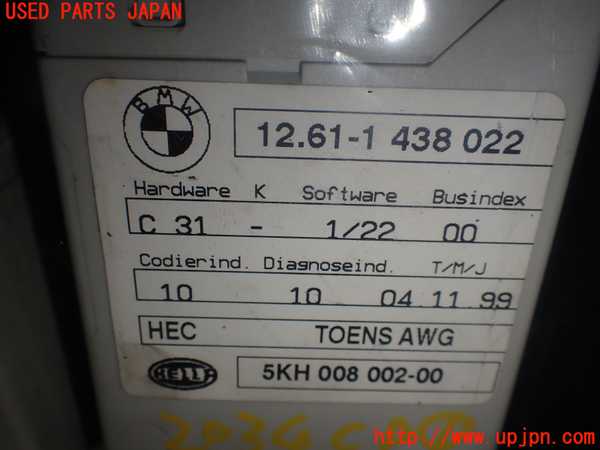 USED PARTS JAPAN
BMW
12.61-1 438 022
Hardware K Software Busindex
C 31 - 1/22 00
Codierind. Diagnoseind. T/M/J
10 10 04 11 99
HEC TOENS AWG
HELLA
5KH 008 002-00
http://www.upjpn.com